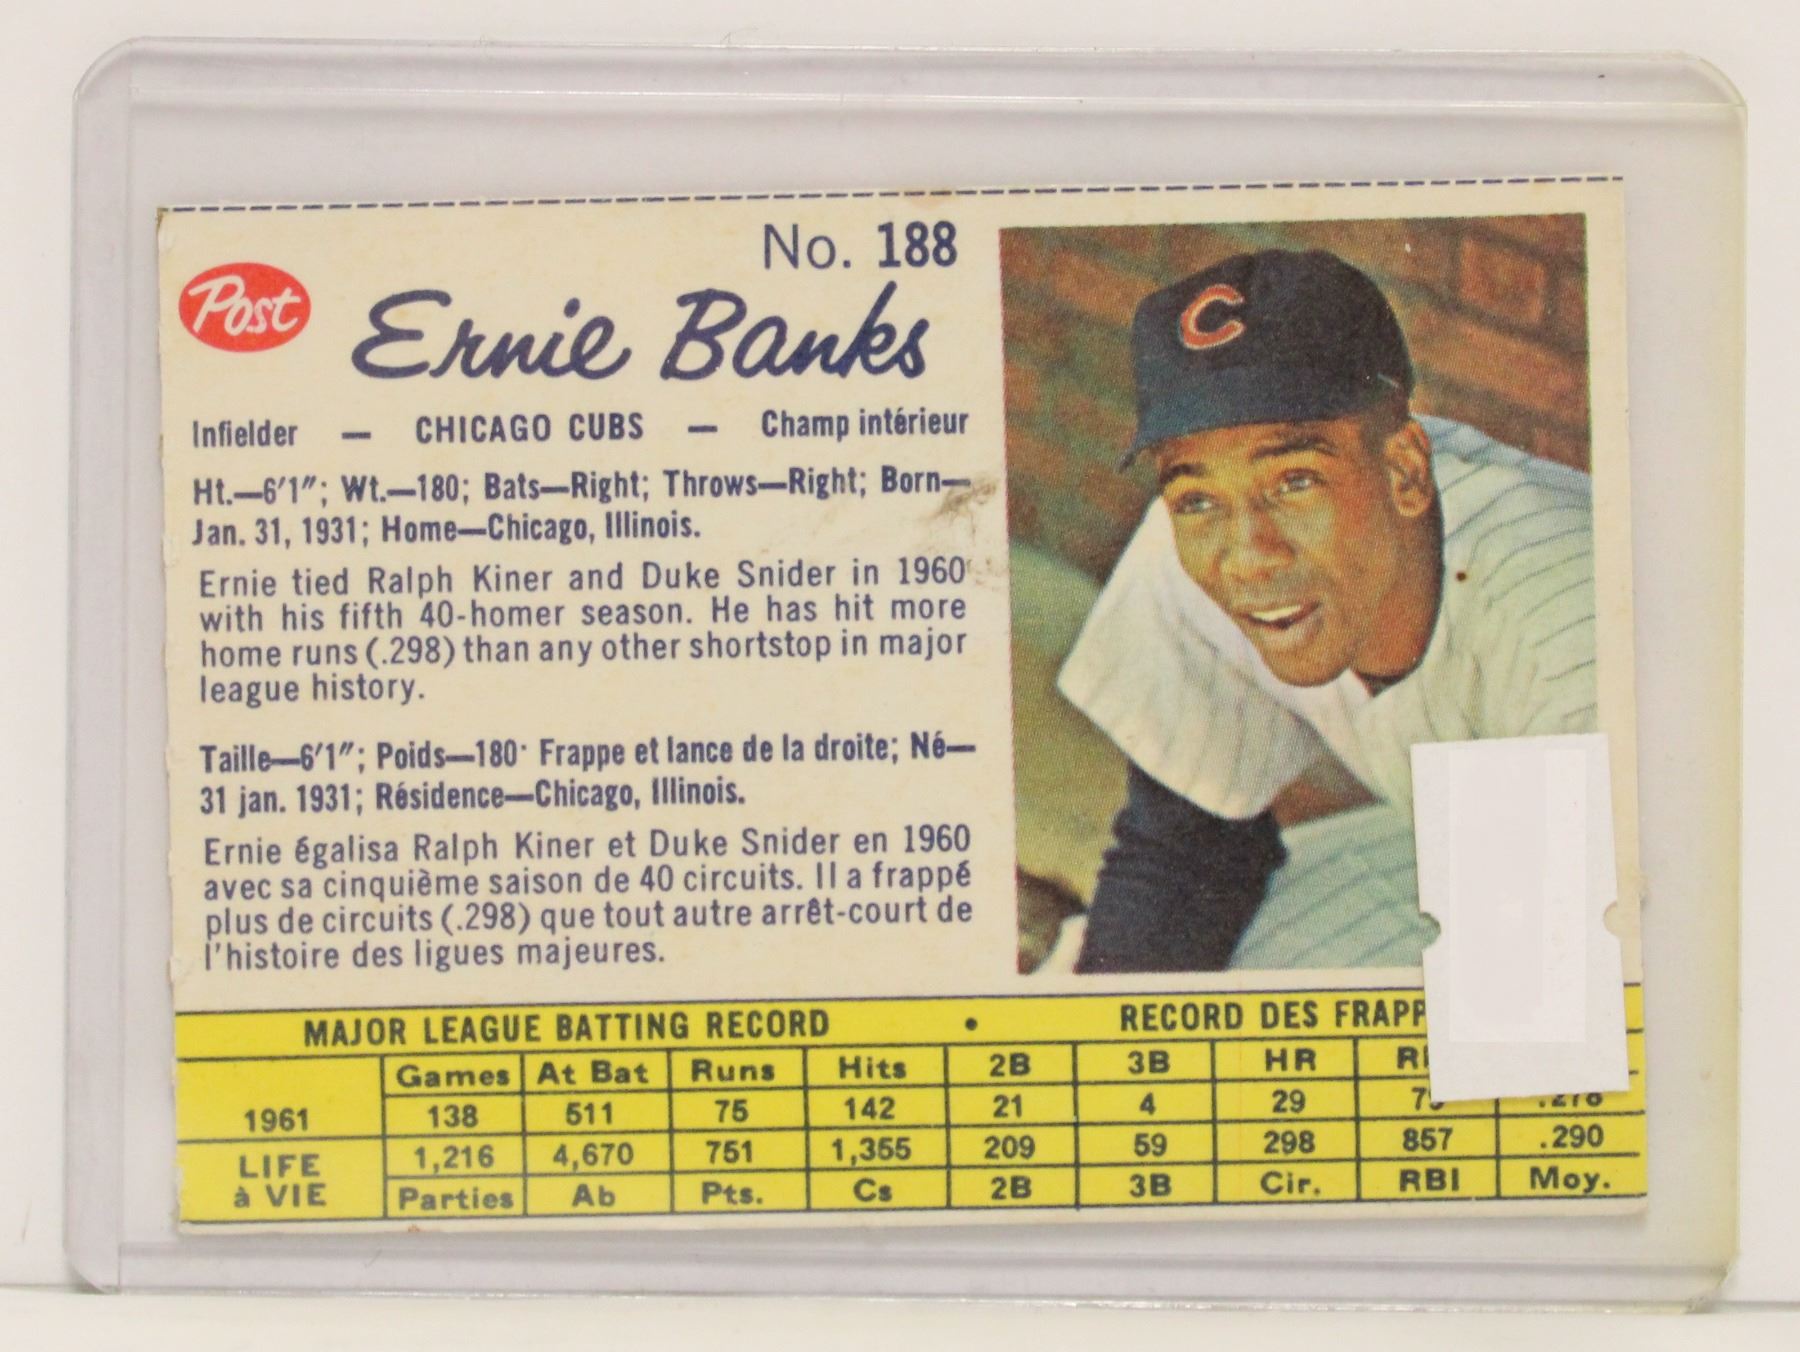 No. 188
Post
Ernie Banks
Infielder — CHICAGO CUBS — Champ intérieur
Ht.—6'1"; Wt.—180; Bats—Right; Throws—Right; Born—
Jan. 31, 1931; Home—Chicago, Illinois.
Ernie tied Ralph Kiner and Duke Snider in 1960
with his fifth 40-homer season. He has hit more
home runs (.298) than any other shortstop in major
league history.
Taille—6'1"; Poids—180· Frappe et lance de la droite; Né—
31 jan. 1931; Résidence—Chicago, Illinois.
Ernie égalisa Ralph Kiner et Duke Snider en 1960
avec sa cinquième saison de 40 circuits. Il a frappé
plus de circuits (.298) que tout autre arrêt-court de
l'histoire des ligues majeures.
MAJOR LEAGUE BATTING RECORD • RECORD DES
Games At Bat Runs Hits 2B 3B HR
1961 138 511 75 142 21 4 29
LIFE à VIE 1,216 4,670 751 1,355 209 59 298 857 .290
Parties Ab Pts. Cs 2B 3B Cir. RBI Moy.
C